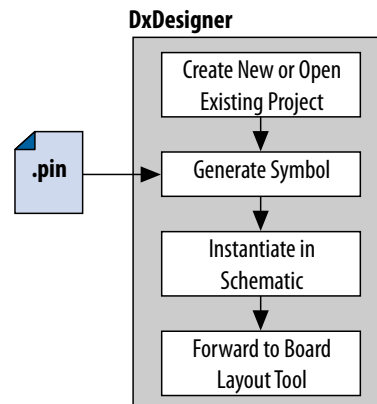 DxDesigner
Create New or Open
Existing Project
.pin
Generate Symbol
Instantiate in
Schematic
Forward to Board
Layout Tool